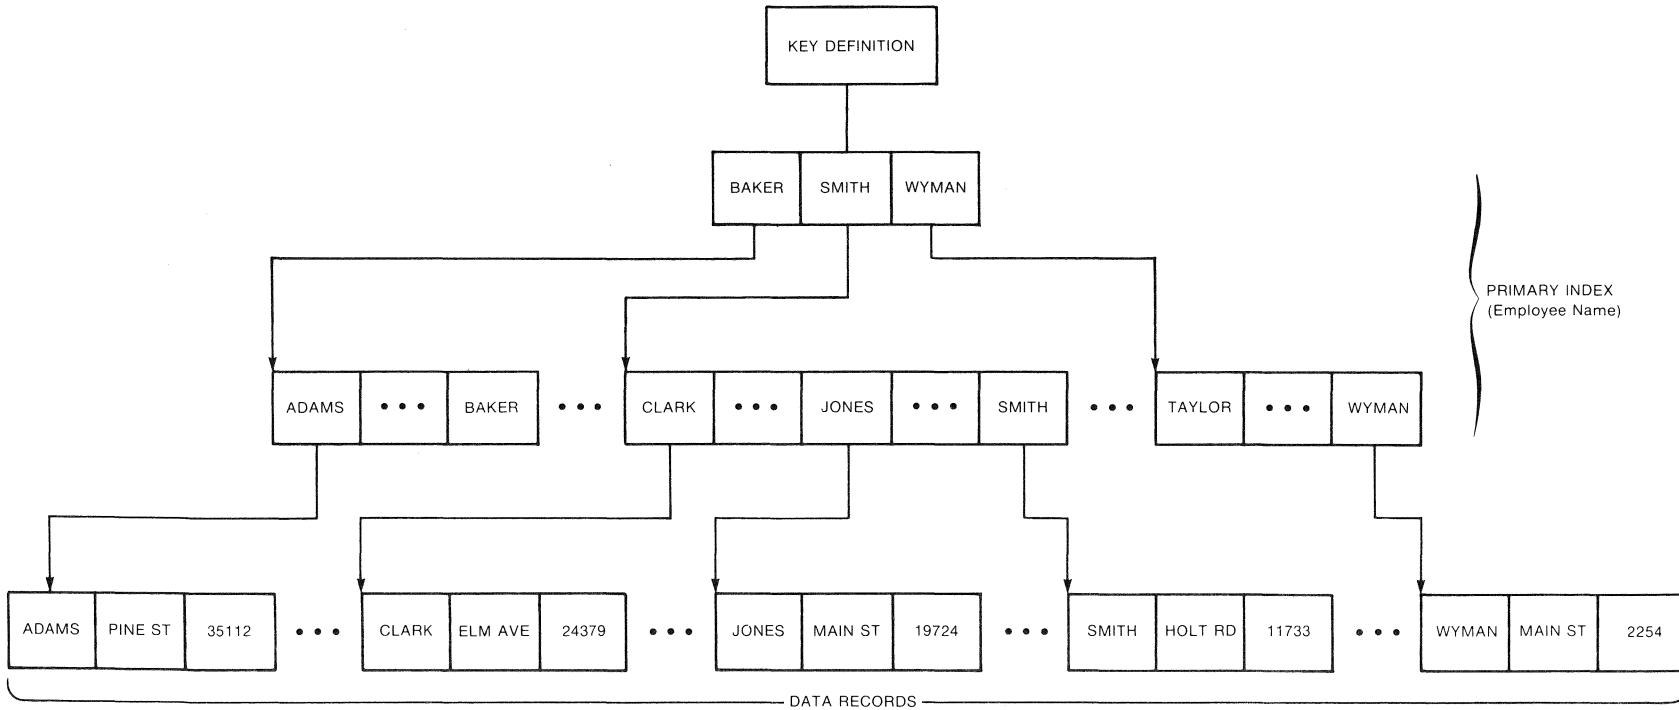 KEY DEFINITION
BAKER SMITH WYMAN
PRIMARY INDEX
(Employee Name)
ADAMS ••• BAKER ••• CLARK ••• JONES ••• SMITH ••• TAYLOR ••• WYMAN
ADAMS PINE ST 35112 ••• CLARK ELM AVE 24379 ••• JONES MAIN ST 19724 ••• SMITH HOLT RD 11733 ••• WYMAN MAIN ST 2254
DATA RECORDS